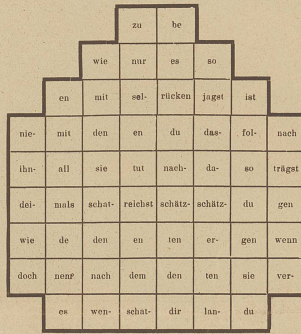 zu be
wie nur es so
en mit sel- rücken jagst ist
nie- mit den en du das- fol- nach
ihn- all sie tut nach- da- so trägst
dei- mals schat- reichst schätz- schätz- du gen
wie de den en ten er- gen wenn
doch nenf nach dem den ten sie ver-
es wen- schat- dir lan- du